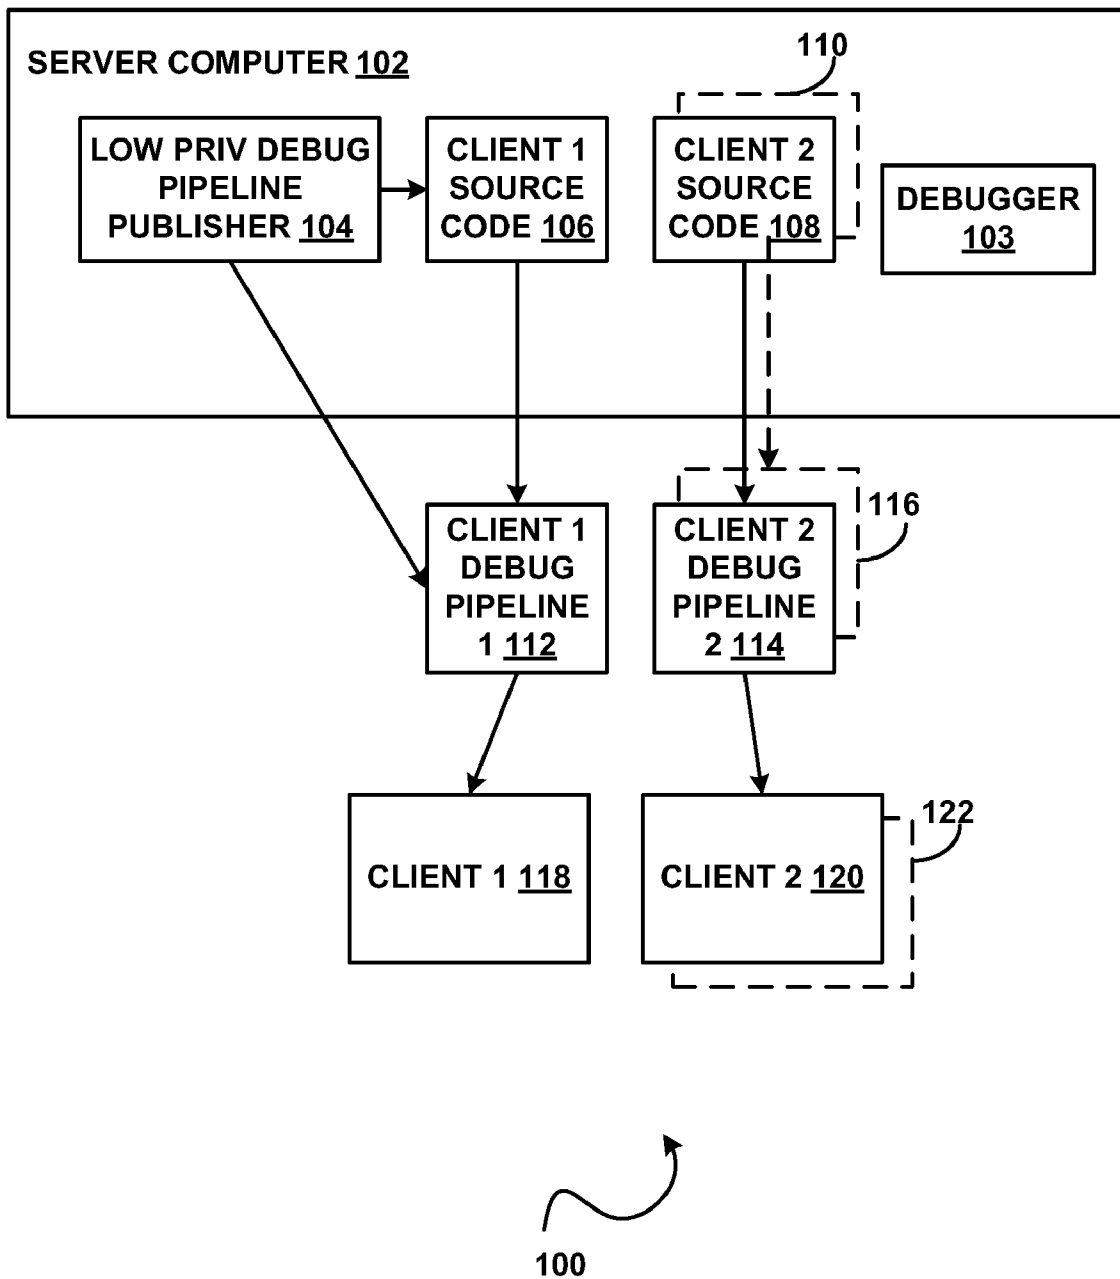 110
SERVER COMPUTER 102
LOW PRIV DEBUG
PIPELINE
PUBLISHER 104
CLIENT 1
SOURCE
CODE 106
CLIENT 2
SOURCE
CODE 108
DEBUGGER
103
116
CLIENT 1
DEBUG
PIPELINE
1 112
CLIENT 2
DEBUG
PIPELINE
2 114
122
CLIENT 1 118
CLIENT 2 120
100